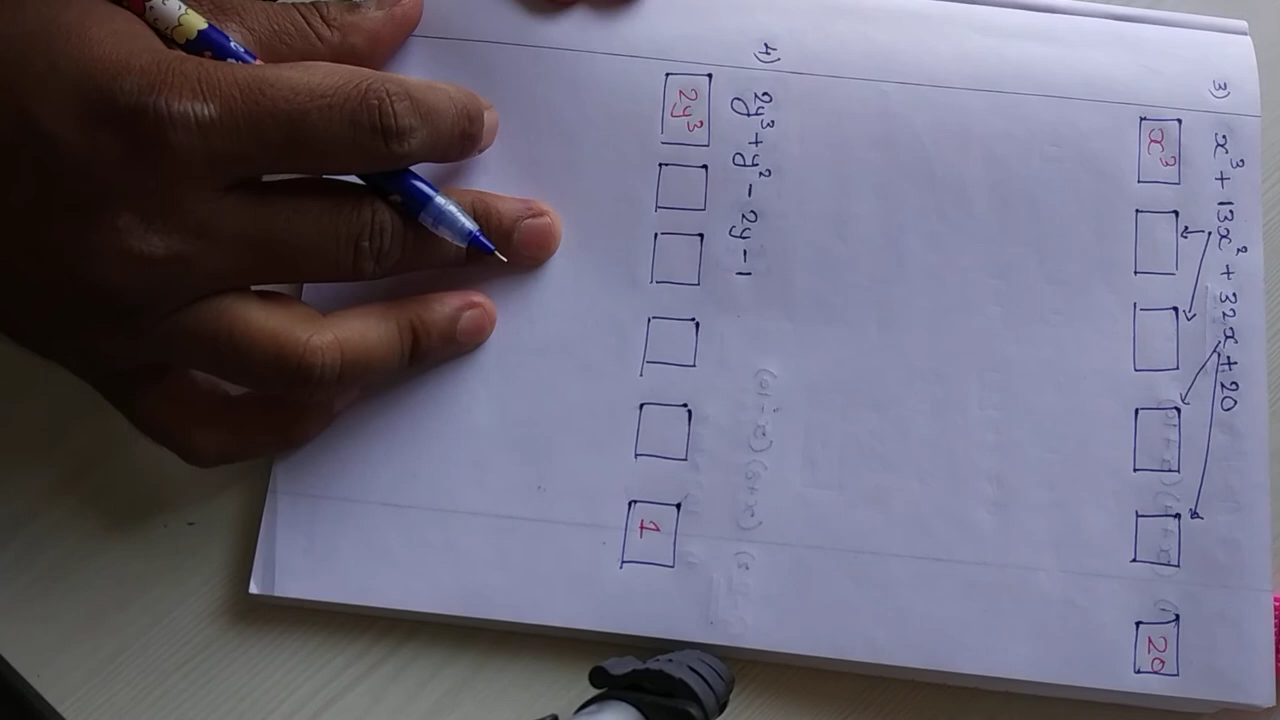 3) x³ + 13x² + 32x + 20
x³ 20
4) 2y³ + y² - 2y - 1
2y³ 1